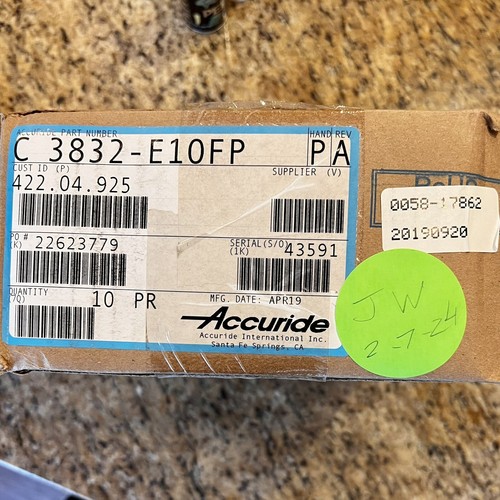 ACCURIDE PART NUMBER
HAND REV
C 3832-E10FP PA
CUST ID (P)
SUPPLIER (V)
422.04.925
PO #
(K) 22623779
SERIAL(S/O)
(1K) 43591
QUANTITY
(Q) 10 PR
MFG. DATE: APR19
Accuride
Accuride International Inc.
Santa Fe Springs, CA
RoHS
0058-17862
20190920
JW
2-7-24